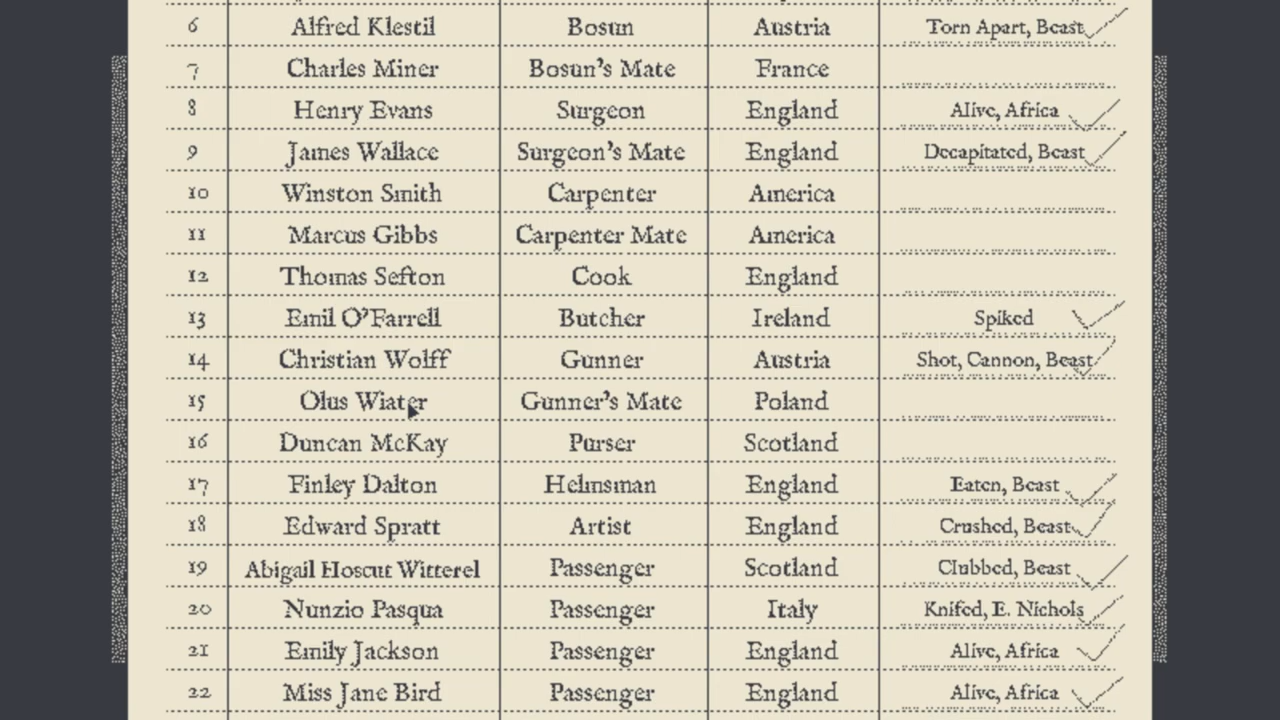 6 Alfred Klestil Bosun Austria Torn Apart, Beast
7 Charles Miner Bosun's Mate France
8 Henry Evans Surgeon England Alive, Africa
9 James Wallace Surgeon's Mate England Decapitated, Beast
10 Winston Smith Carpenter America
11 Marcus Gibbs Carpenter Mate America
12 Thomas Sefton Cook England
13 Emil O'Farrell Butcher Ireland Spiked
14 Christian Wolff Gunner Austria Shot, Cannon, Beast
15 Olus Wiater Gunner's Mate Poland
16 Duncan McKay Purser Scotland
17 Finley Dalton Helmsman England Eaten, Beast
18 Edward Spratt Artist England Crushed, Beast
19 Abigail Hoscut Witterel Passenger Scotland Clubbed, Beast
20 Nunzio Pasqua Passenger Italy Knifed, E. Nichols
21 Emily Jackson Passenger England Alive, Africa
22 Miss Jane Bird Passenger England Alive, Africa